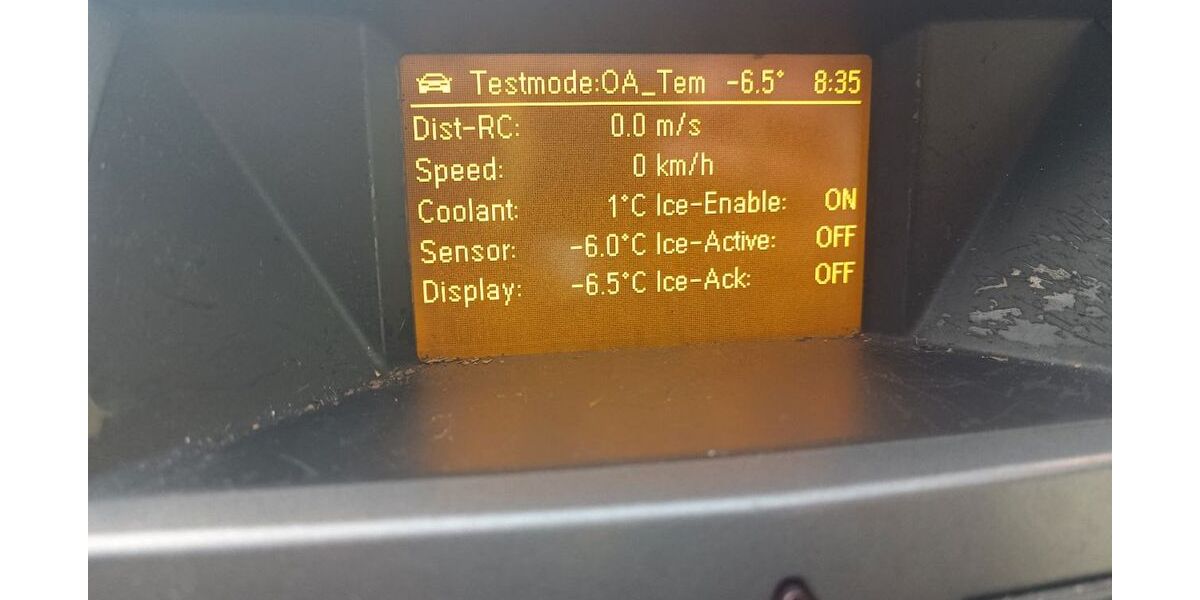 Testmode:OA_Tem -6.5° 8:35
Dist-RC: 0.0 m/s
Speed: 0 km/h
Coolant: 1°C Ice-Enable: ON
Sensor: -6.0°C Ice-Active: OFF
Display: -6.5°C Ice-Ack: OFF